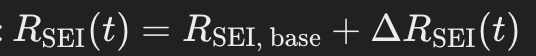 : R_SEI(t) = R_SEI, base + ΔR_SEI(t)